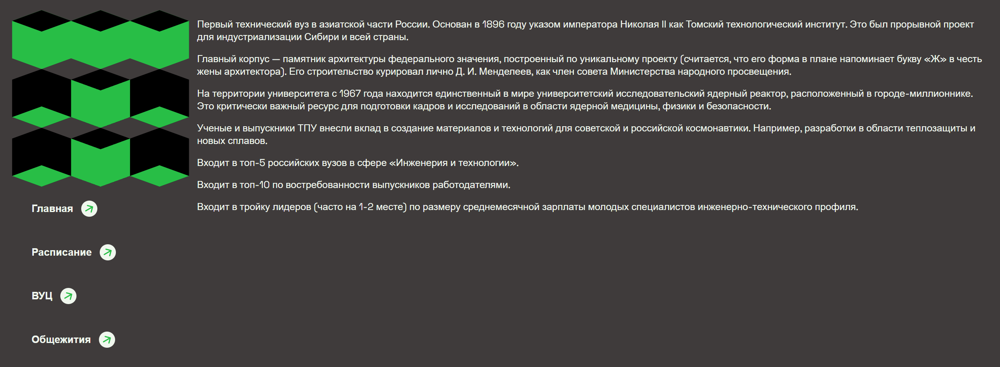 Первый технический вуз в азиатской части России. Основан в 1896 году указом императора Николая II как Томский технологический институт. Это был прорывной проект
для индустриализации Сибири и всей страны.
Главный корпус — памятник архитектуры федерального значения, построенный по уникальному проекту (считается, что его форма в плане напоминает букву «Ж» в честь
жены архитектора). Его строительство курировал лично Д. И. Менделеев, как член совета Министерства народного просвещения.
На территории университета с 1967 года находится единственный в мире университетский исследовательский ядерный реактор, расположенный в городе-миллионнике.
Это критически важный ресурс для подготовки кадров и исследований в области ядерной медицины, физики и безопасности.
Ученые и выпускники ТПУ внесли вклад в создание материалов и технологий для советской и российской космонавтики. Например, разработки в области теплозащиты и
новых сплавов.
Входит в топ-5 российских вузов в сфере «Инженерия и технологии».
Входит в топ-10 по востребованности выпускников работодателями.
Входит в тройку лидеров (часто на 1-2 месте) по размеру среднемесячной зарплаты молодых специалистов инженерно-технического профиля.
Главная
Расписание
ВУЦ
Общежития